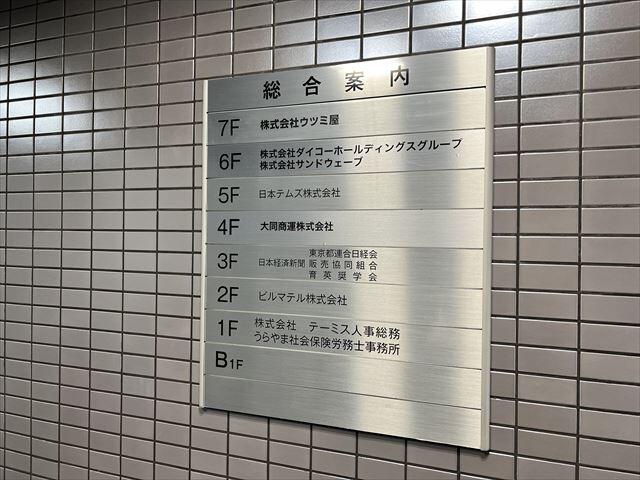 総合案内
7F 株式会社ウツミ屋
6F 株式会社ダイコーホールディングスグループ
株式会社サンドウェーブ
5F 日本テムズ株式会社
4F 大同商運株式会社
3F 日本経済新聞 東京都連合日経会
販売協同組合
育英奨学会
2F ビルマテル株式会社
1F 株式会社 テーミス人事総務
うらやま社会保険労務士事務所
B1F